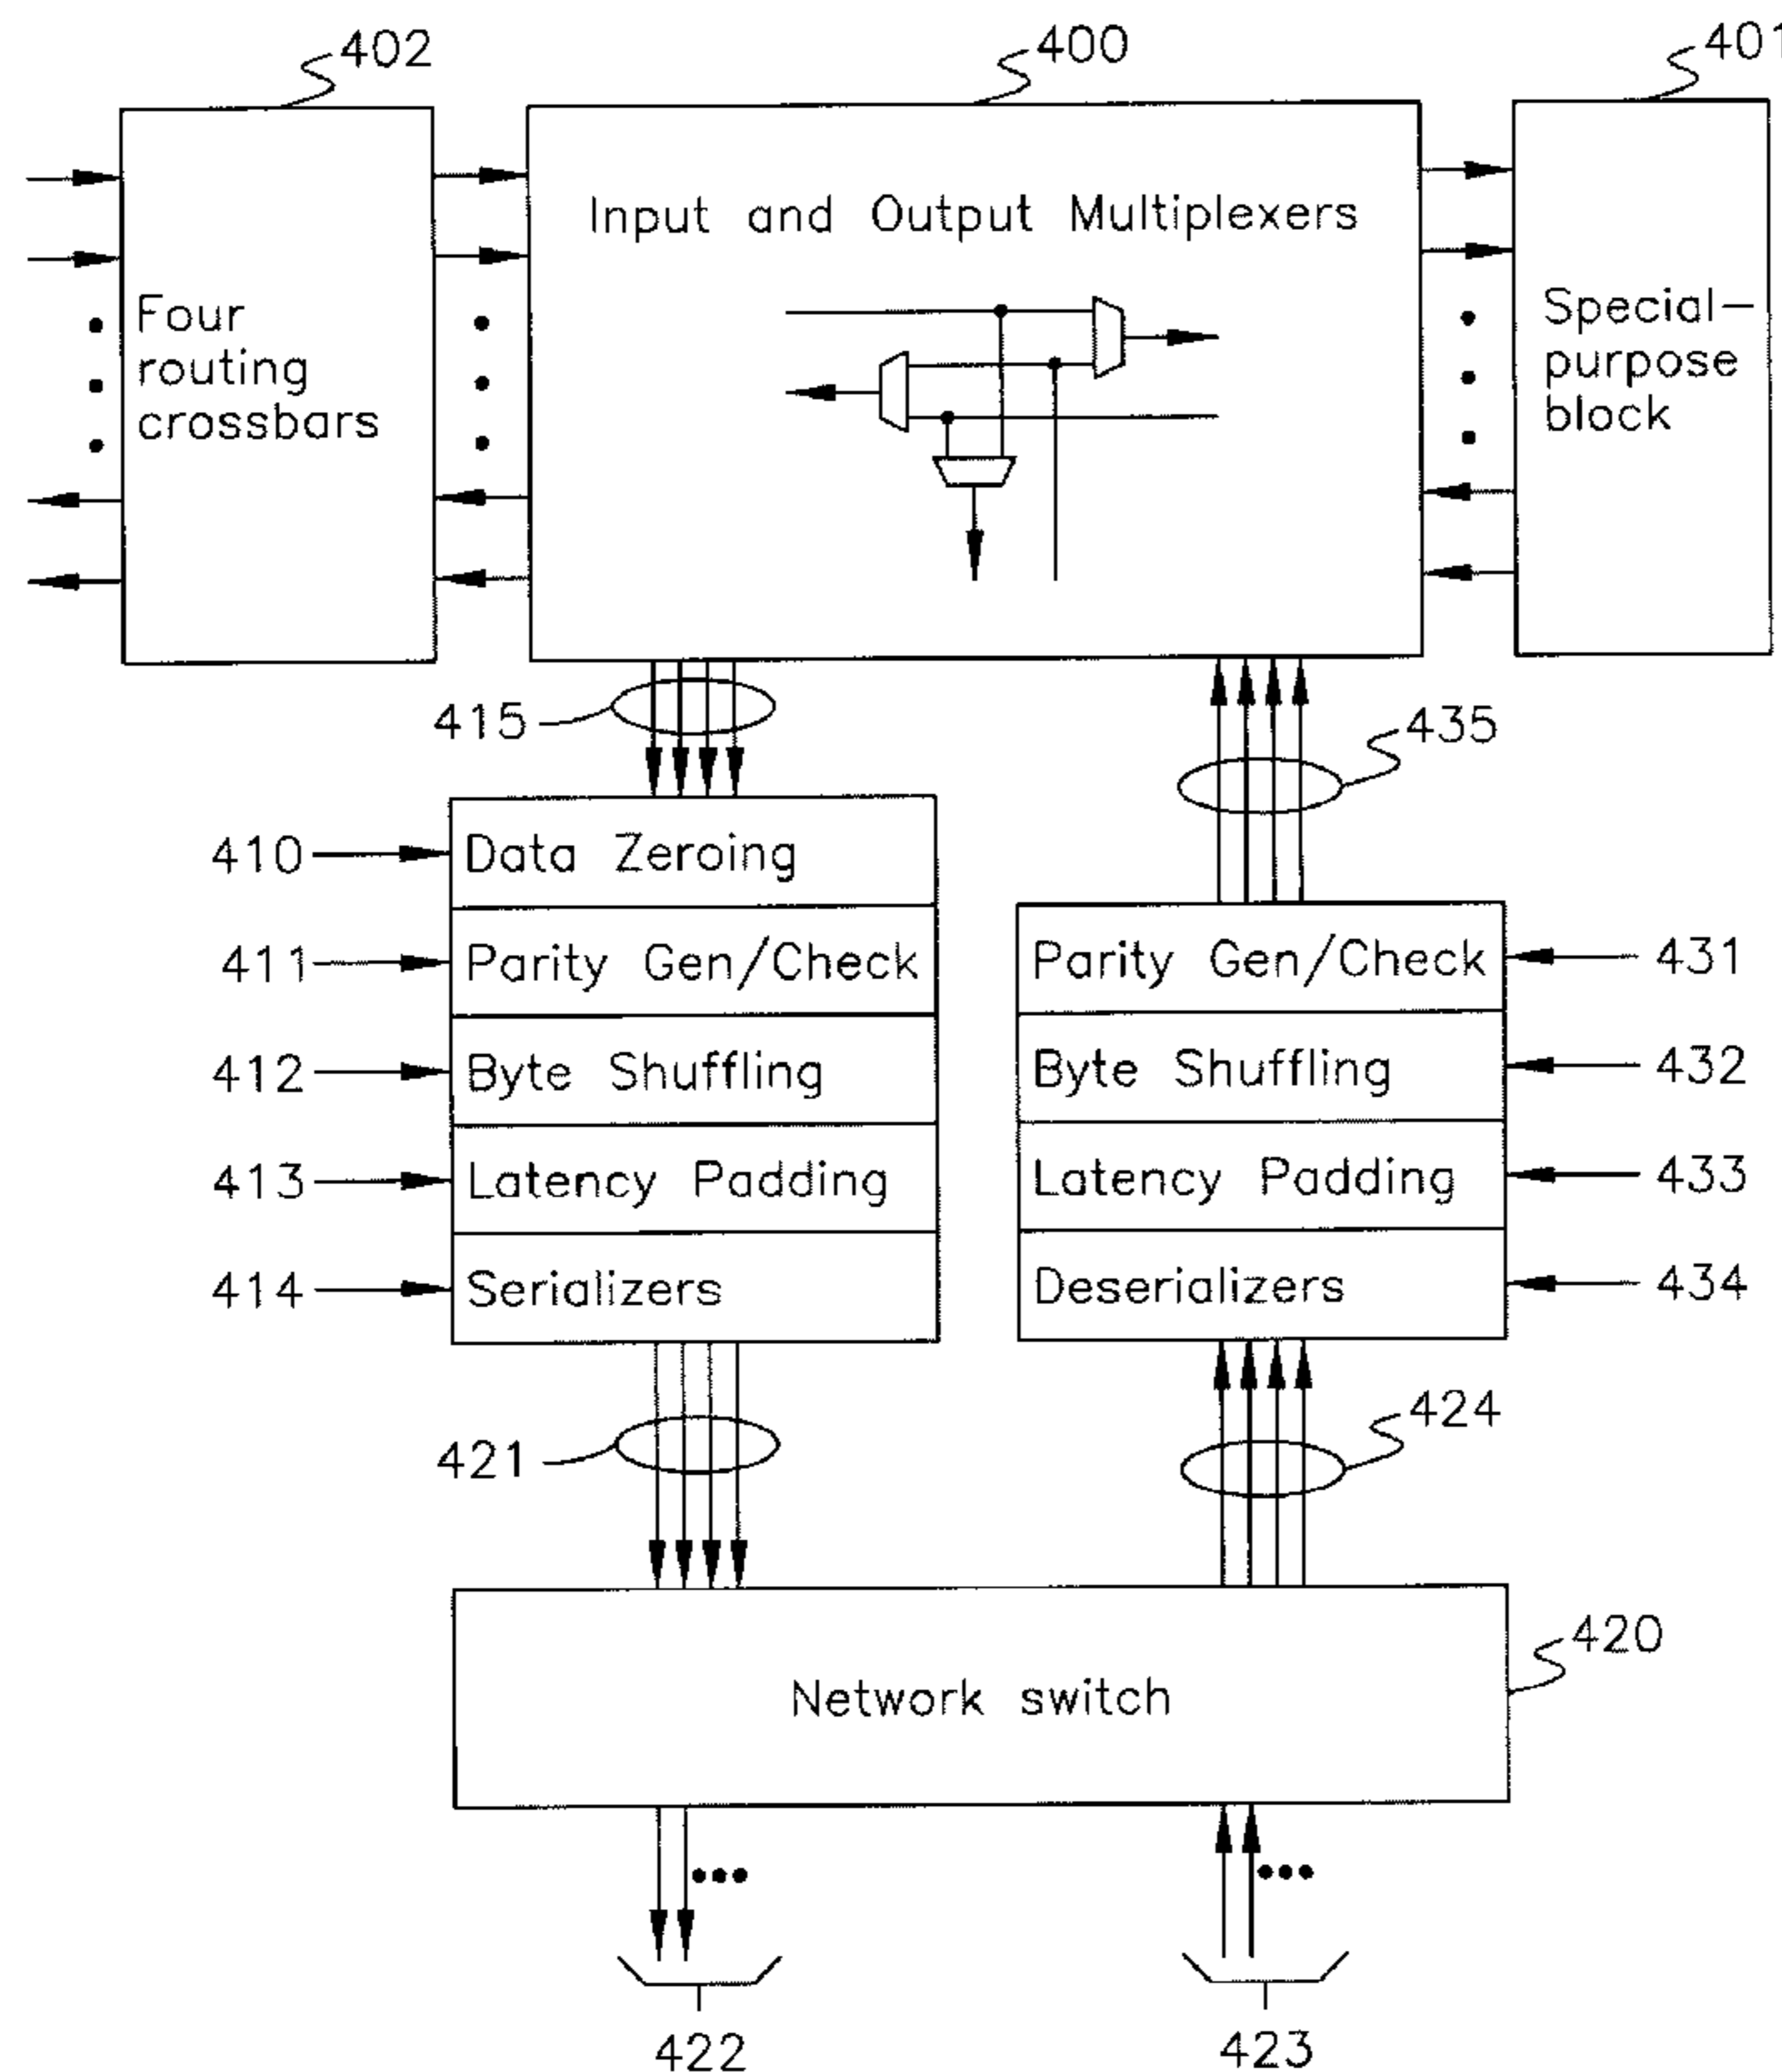 402
400
401
Input and Output Multiplexers
Four
routing
crossbars
Special-
purpose
block
415
435
410
Data Zeroing
411
Parity Gen/Check
412
Byte Shuffling
413
Latency Padding
414
Serializers
Parity Gen/Check
431
Byte Shuffling
432
Latency Padding
433
Deserializers
434
421
424
420
Network switch
422
423